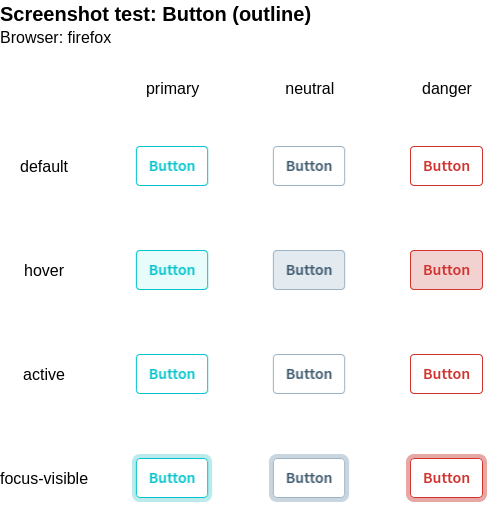 Screenshot test: Button (outline)
Browser: firefox
primary neutral danger
default Button Button Button
hover Button Button Button
active Button Button Button
focus-visible Button Button Button